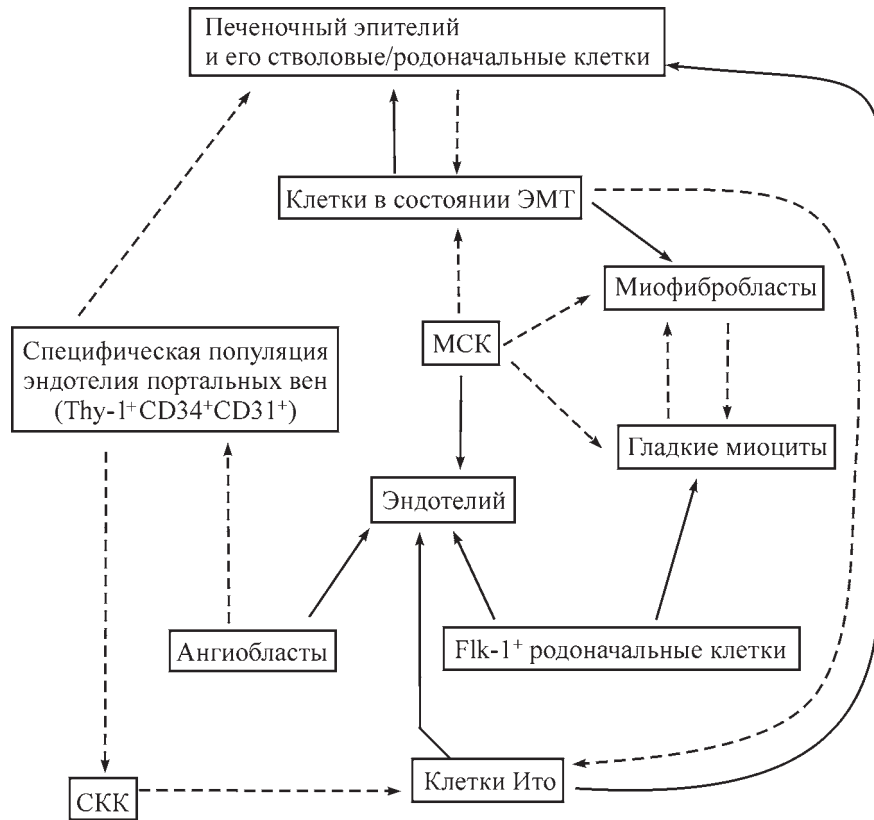 Печеночный эпителий
и его стволовые/родоначальные клетки
Клетки в состоянии ЭМТ
Миофибробласты
МСК
Специфическая популяция
эндотелия портальных вен
(Thy-1⁺CD34⁺CD31⁺)
Гладкие миоциты
Эндотелий
Ангиобласты
Flk-1⁺ родоначальные клетки
Клетки Ито
СКК